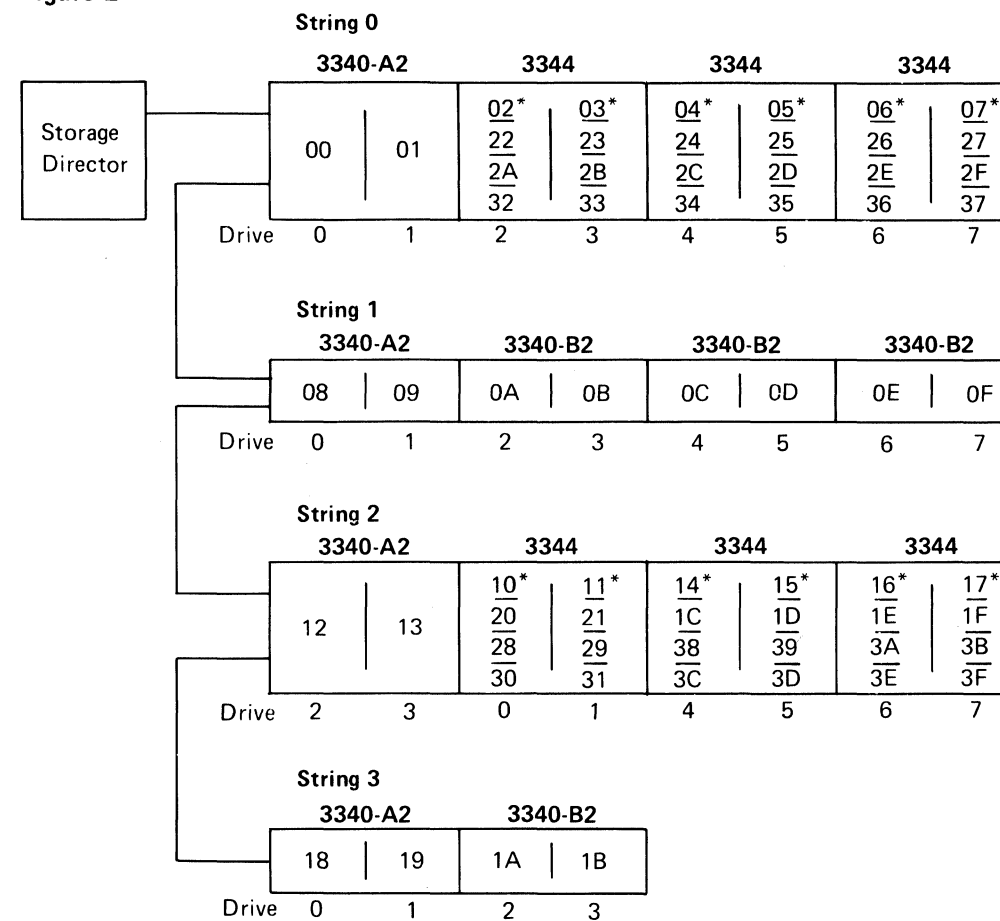 String 0
3340-A2 3344 3344 3344
Storage Director
00 01 02* 03* 04* 05* 06* 07*
22 23 24 25 26 27
2A 2B 2C 2D 2E 2F
32 33 34 35 36 37
Drive 0 1 2 3 4 5 6 7
String 1
3340-A2 3340-B2 3340-B2 3340-B2
08 09 0A 0B 0C 0D 0E 0F
Drive 0 1 2 3 4 5 6 7
String 2
3340-A2 3344 3344 3344
12 13 10* 11* 14* 15* 16* 17*
20 21 1C 1D 1E 1F
28 29 38 39 3A 3B
30 31 3C 3D 3E 3F
Drive 2 3 0 1 4 5 6 7
String 3
3340-A2 3340-B2
18 19 1A 1B
Drive 0 1 2 3